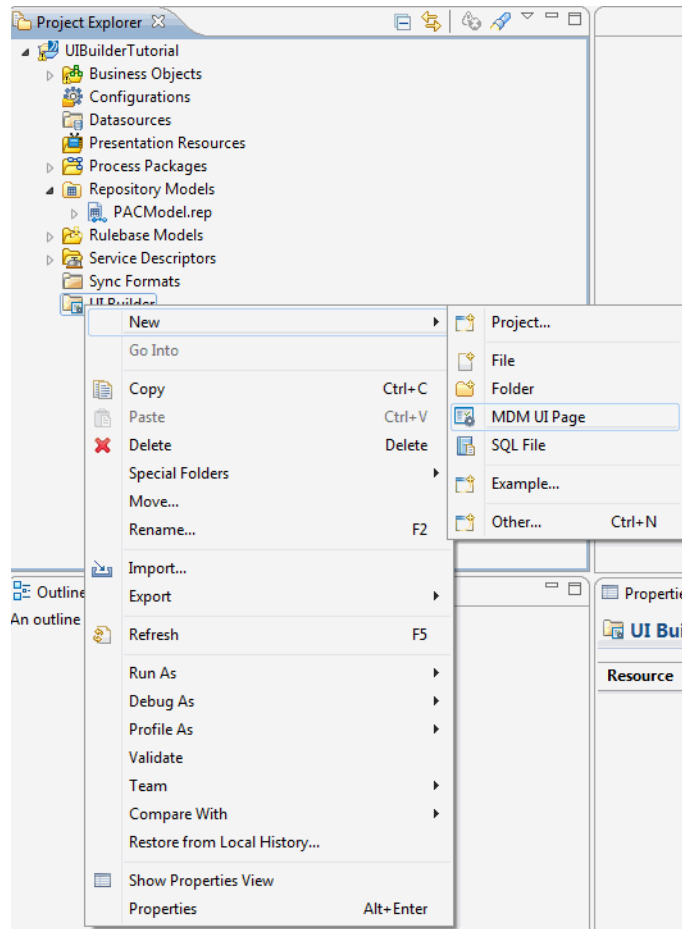 Project Explorer
UIBuilderTutorial
Business Objects
Configurations
Datasources
Presentation Resources
Process Packages
Repository Models
PACModel.rep
Rulebase Models
Service Descriptors
Sync Formats
UI Builder
New
Go Into
Copy Ctrl+C
Paste Ctrl+V
Delete Delete
Special Folders
Move...
Rename... F2
Import...
Export
Refresh F5
Run As
Debug As
Profile As
Validate
Team
Compare With
Restore from Local History...
Show Properties View
Properties Alt+Enter
Project...
File
Folder
MDM UI Page
SQL File
Example...
Other... Ctrl+N
Outline
An outline
Propertie
UI Bui
Resource